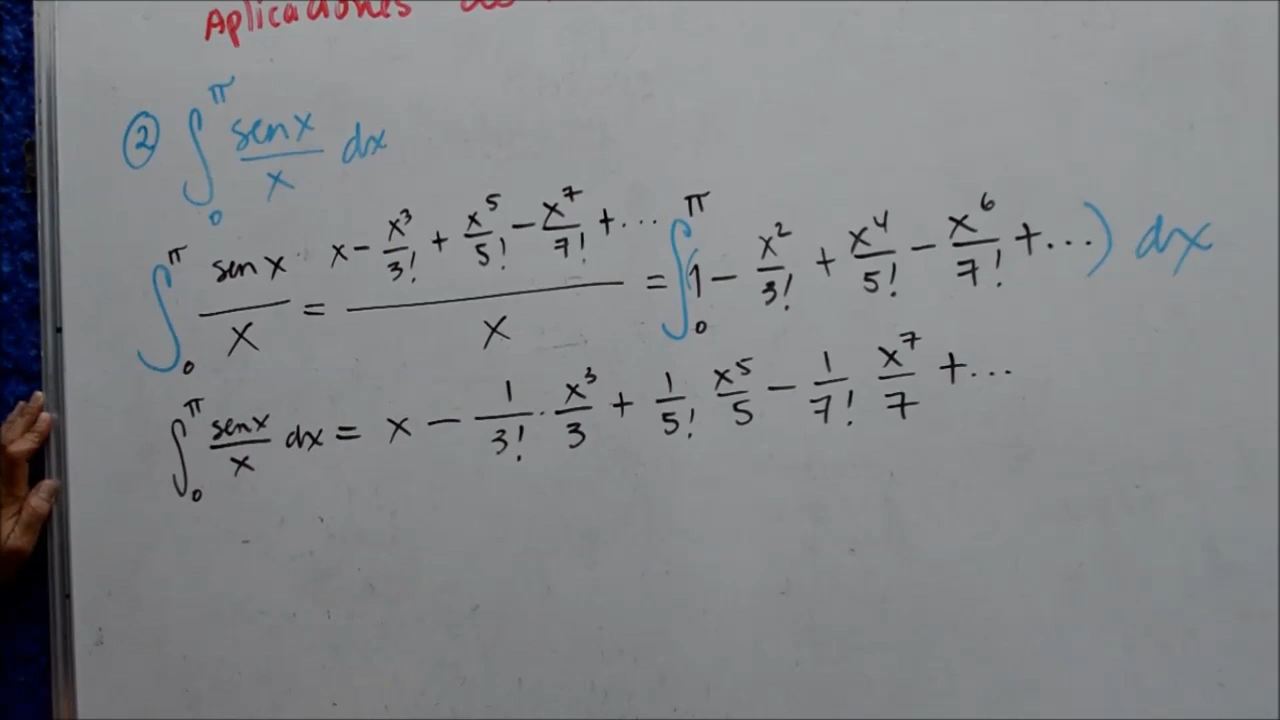 Aplicaciones de
② ∫₀^π senx/x dx
∫₀^π senx/x = (x - x³/3! + x⁵/5! - x⁷/7! + ...)/x = ∫₀^π (1 - x²/3! + x⁴/5! - x⁶/7! + ...) dx
∫₀^π senx/x dx = x - 1/3! · x³/3 + 1/5! x⁵/5 - 1/7! x⁷/7 + ...